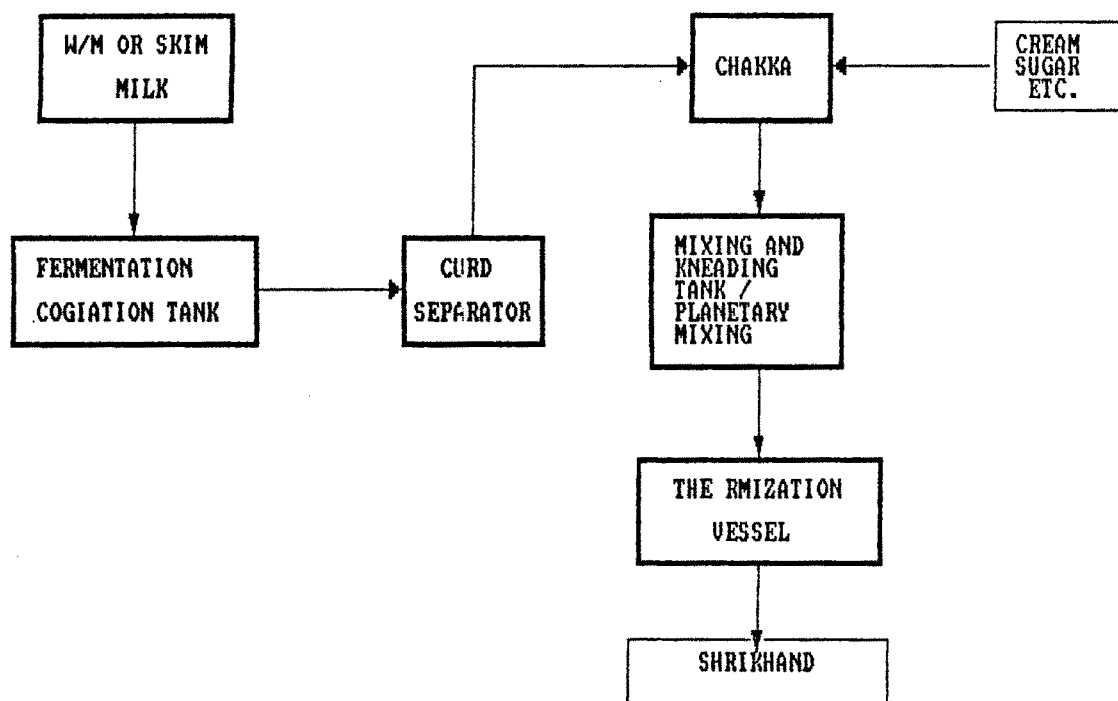 W/M OR SKIM
MILK
FERMENTATION
COGIATION TANK
CURD
SEPARATOR
CHAKKA
CREAM
SUGAR
ETC.
MIXING AND
KNEADING
TANK /
PLANETARY
MIXING
THE RMIZATION
VESSEL
SHRIKHAND